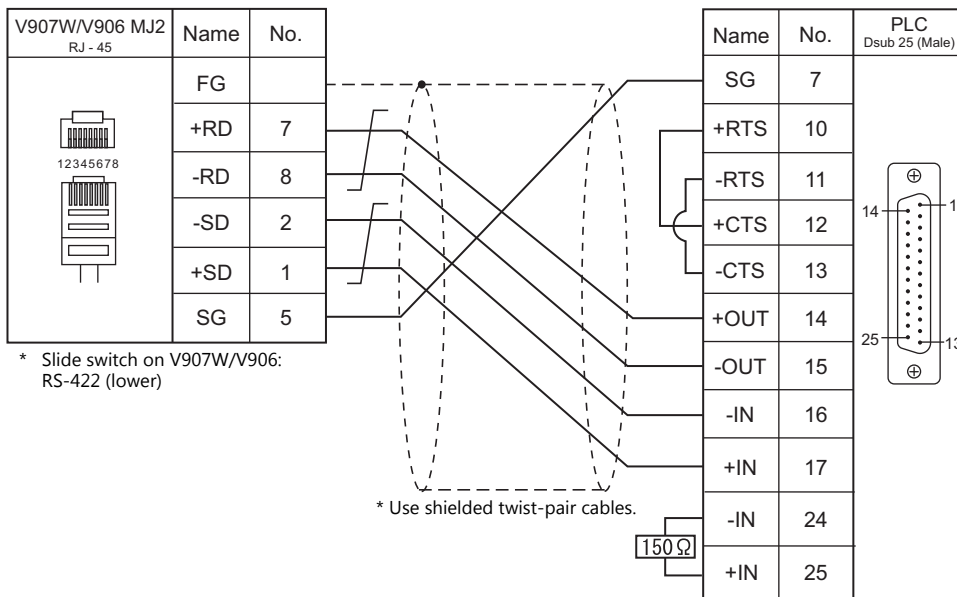 V907W/V906 MJ2
RJ - 45
Name No.
FG
+RD 7
-RD 8
-SD 2
+SD 1
SG 5
12345678
* Slide switch on V907W/V906:
RS-422 (lower)
* Use shielded twist-pair cables.
Name No. PLC
Dsub 25 (Male)
SG 7
+RTS 10
-RTS 11
+CTS 12
-CTS 13
+OUT 14
-OUT 15
-IN 16
+IN 17
-IN 24
+IN 25
150 Ω
14
1
25
13